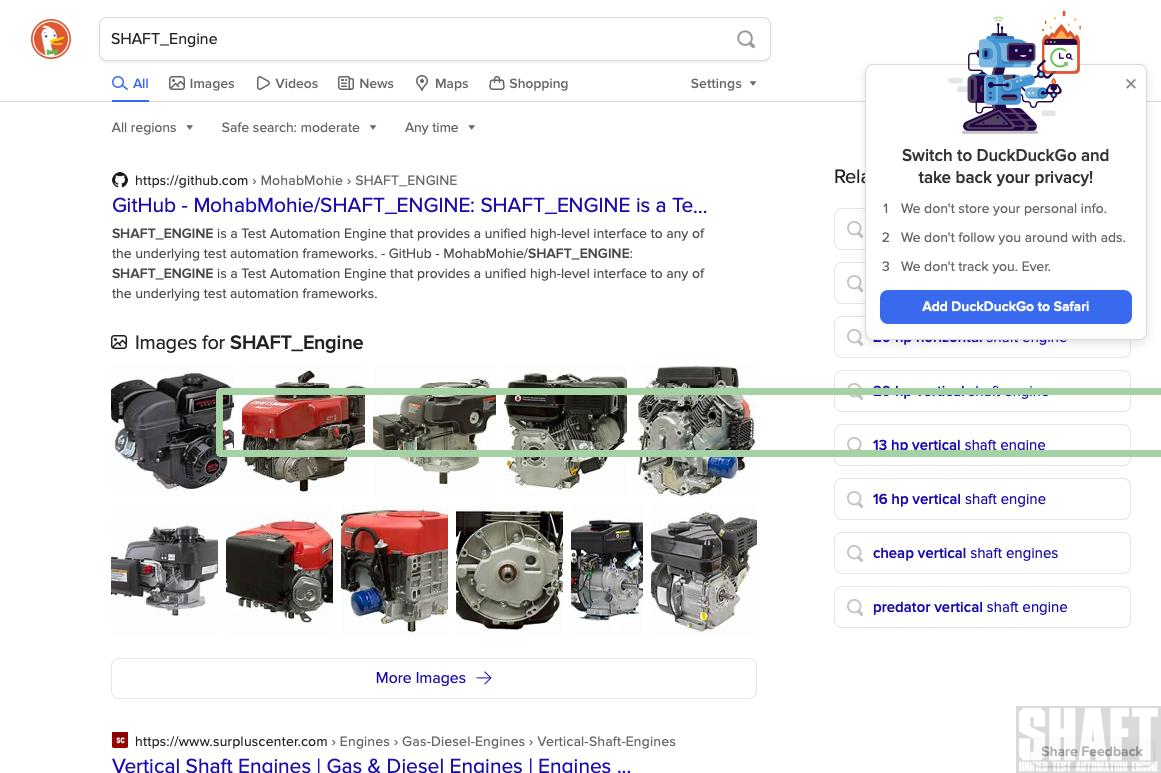 SHAFT_Engine
All
Images
Videos
News
Maps
Shopping
Settings
All regions
Safe search: moderate
Any time
Switch to DuckDuckGo and
take back your privacy!
1 We don't store your personal info.
2 We don't follow you around with ads.
3 We don't track you. Ever.
Add DuckDuckGo to Safari
https://github.com › MohabMohie › SHAFT_ENGINE
GitHub - MohabMohie/SHAFT_ENGINE: SHAFT_ENGINE is a Te...
SHAFT_ENGINE is a Test Automation Engine that provides a unified high-level interface to any of
the underlying test automation frameworks. - GitHub - MohabMohie/SHAFT_ENGINE:
SHAFT_ENGINE is a Test Automation Engine that provides a unified high-level interface to any of
the underlying test automation frameworks.
Images for SHAFT_Engine
More Images
https://www.surpluscenter.com › Engines › Gas-Diesel-Engines › Vertical-Shaft-Engines
Vertical Shaft Engines | Gas & Diesel Engines | Engines ...
Rela
shaft engine
shaft engine
13 hp vertical shaft engine
16 hp vertical shaft engine
cheap vertical shaft engines
predator vertical shaft engine
SHAFT
Share Feedback
UNIFIED TEST AUTOMATION ENGINE